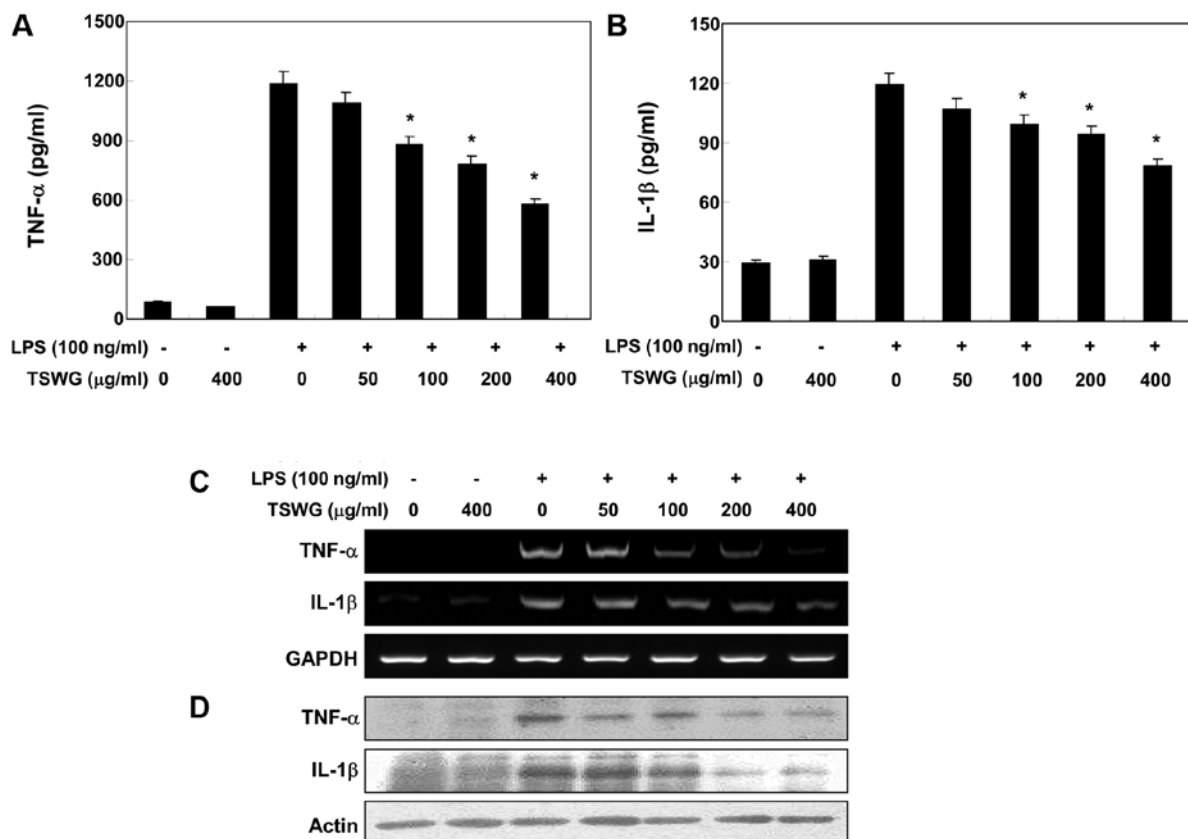 A
1500
1200
900
600
300
0
TNF-α (pg/ml)
* * *
LPS (100 ng/ml) - - + + + + +
TSWG (μg/ml) 0 400 0 50 100 200 400
B
150
120
90
60
30
0
IL-1β (pg/ml)
* * *
LPS (100 ng/ml) - - + + + + +
TSWG (μg/ml) 0 400 0 50 100 200 400
C
LPS (100 ng/ml) - - + + + + +
TSWG (μg/ml) 0 400 0 50 100 200 400
TNF-α
IL-1β
GAPDH
D
TNF-α
IL-1β
Actin